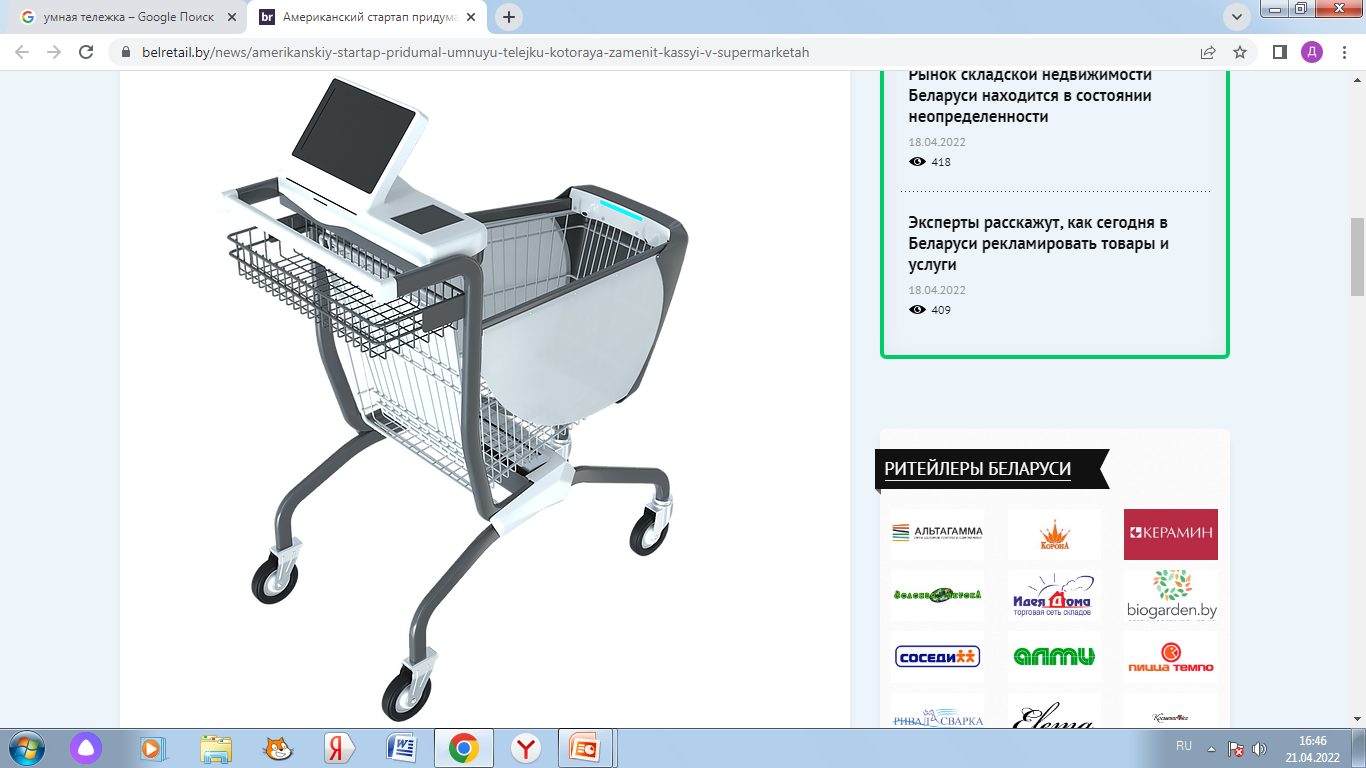 умная тележка – Google Поиск
Американский стартап придума
belretail.by/news/amerikanskiy-startap-pridumal-umnuyu-telejku-kotoraya-zamenit-kassyi-v-supermarketah
Д
Рынок складской недвижимости
Беларуси находится в состоянии
неопределенности
18.04.2022
418
Эксперты расскажут, как сегодня в
Беларуси рекламировать товары и
услуги
18.04.2022
409
РИТЕЙЛЕРЫ БЕЛАРУСИ
АЛЬТАГАММА
КОРОНА
КЕРАМИН
Идея Дома
торговая сеть складов
biogarden.by
СОСЕДИ
алми
ПИЦЦА ТЕМПО
РИВАЛ СВАРКА
Elema
RU
16:46
21.04.2022